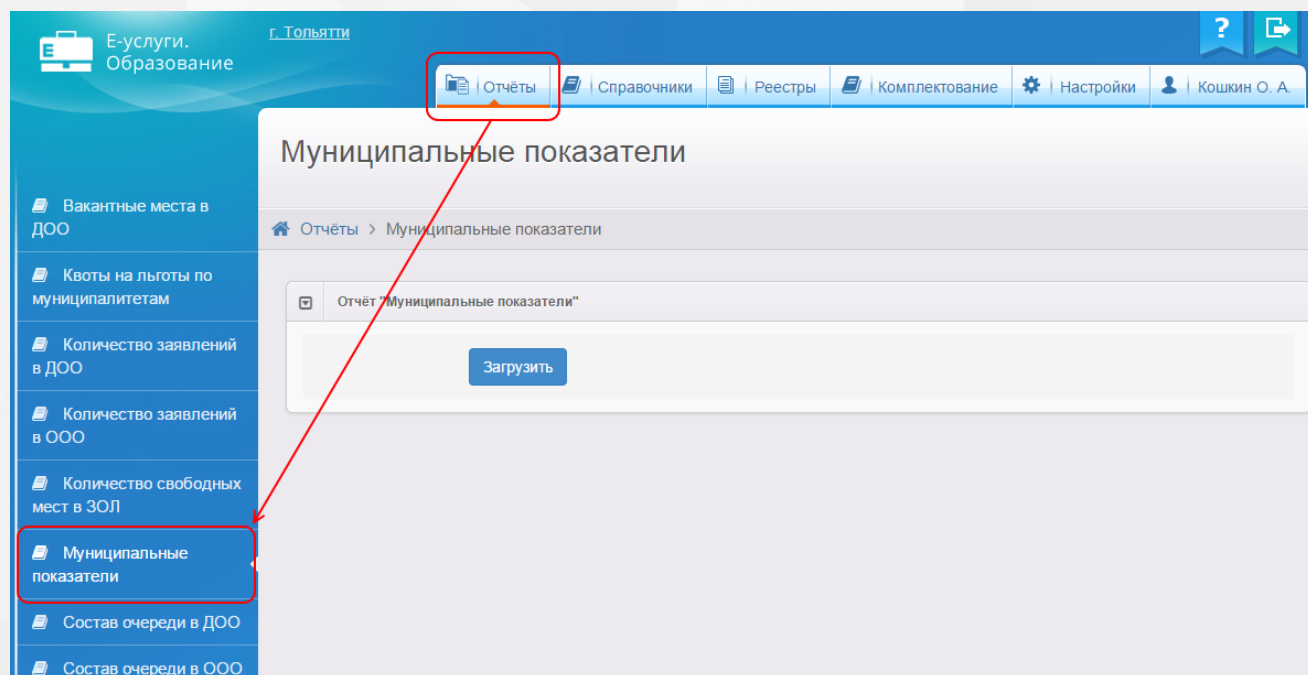 Е-услуги.
Образование
г. Тольятти
?
Отчёты
Справочники
Реестры
Комплектование
Настройки
Кошкин О. А.
Муниципальные показатели
Отчёты > Муниципальные показатели
Вакантные места в
ДОО
Квоты на льготы по
муниципалитетам
Количество заявлений
в ДОО
Количество заявлений
в ООО
Количество свободных
мест в ЗОЛ
Муниципальные
показатели
Состав очереди в ДОО
Состав очереди в ООО
Отчёт "Муниципальные показатели"
Загрузить